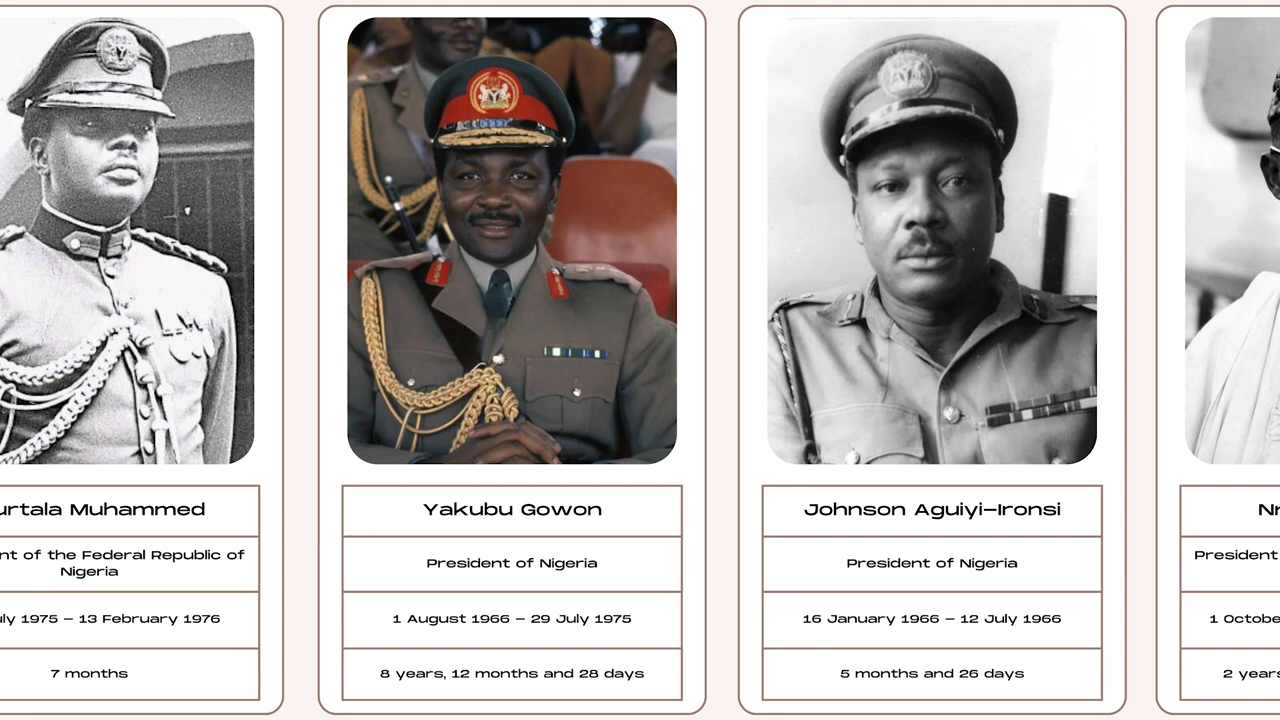 urtala Muhammed
nt of the Federal Republic of
Nigeria
ly 1975 – 13 February 1976
7 months
Yakubu Gowon
President of Nigeria
1 August 1966 – 29 July 1975
8 years, 12 months and 28 days
Johnson Aguiyi–Ironsi
President of Nigeria
16 January 1966 – 12 July 1966
5 months and 26 days
Nn
President
1 Octobe
2 years